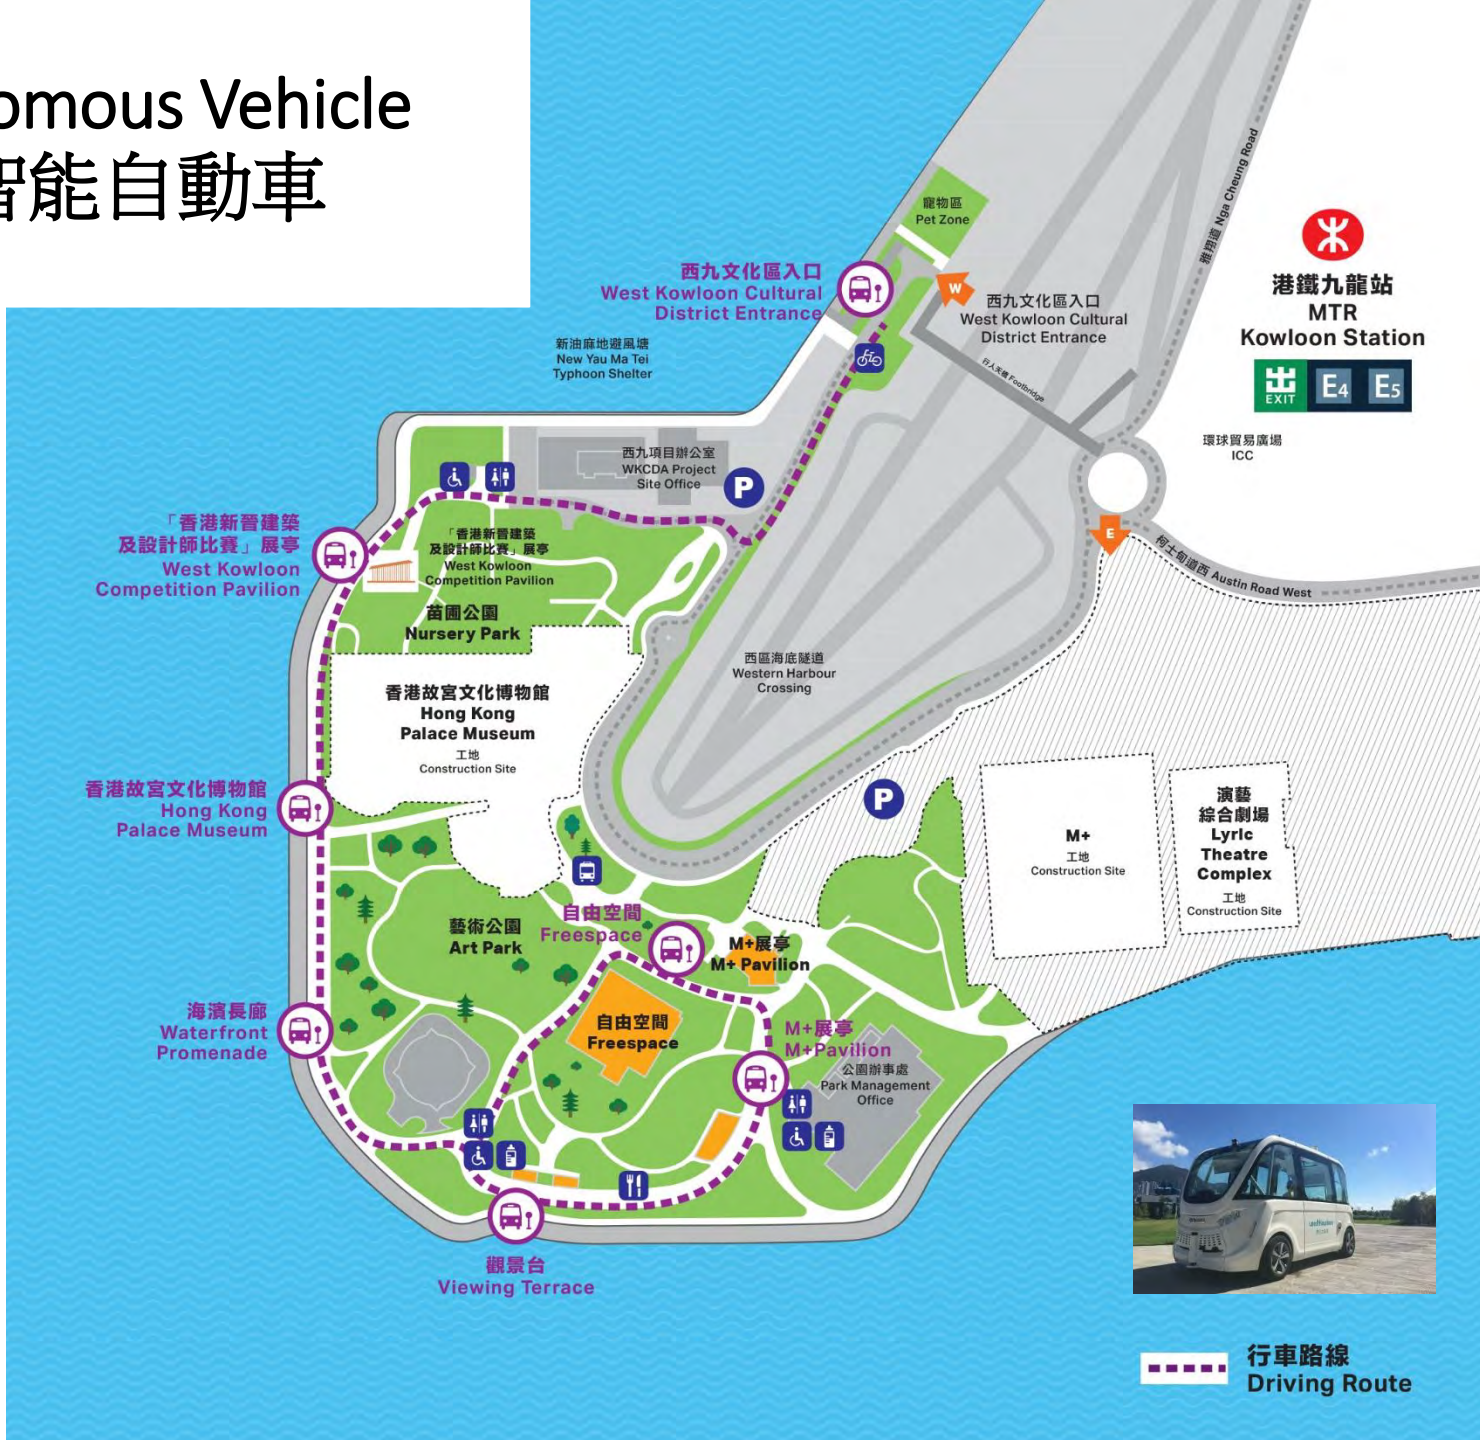 omous Vehicle
智能自動車
寵物區
Pet Zone
雅翔道 Nga Cheung Road
西九文化區入口
West Kowloon Cultural
District Entrance
W
西九文化區入口
West Kowloon Cultural
District Entrance
港鐵九龍站
MTR
Kowloon Station
出
EXIT
E4
E5
新油麻地避風塘
New Yau Ma Tei
Typhoon Shelter
行人天橋 Footbridge
環球貿易廣場
ICC
西九項目辦公室
WKCDA Project
Site Office
P
「香港新晉建築
及設計師比賽」展亭
West Kowloon
Competition Pavilion
「香港新晉建築
及設計師比賽」展亭
West Kowloon
Competition Pavilion
E
柯士甸道西 Austin Road West
苗圃公園
Nursery Park
西區海底隧道
Western Harbour
Crossing
香港故宮文化博物館
Hong Kong
Palace Museum
工地
Construction Site
香港故宮文化博物館
Hong Kong
Palace Museum
P
M+
工地
Construction Site
演藝
綜合劇場
Lyric
Theatre
Complex
工地
Construction Site
藝術公園
Art Park
自由空間
Freespace
M+展亭
M+ Pavilion
海濱長廊
Waterfront
Promenade
自由空間
Freespace
M+展亭
M+Pavilion
公園辦事處
Park Management
Office
觀景台
Viewing Terrace
行車路線
Driving Route